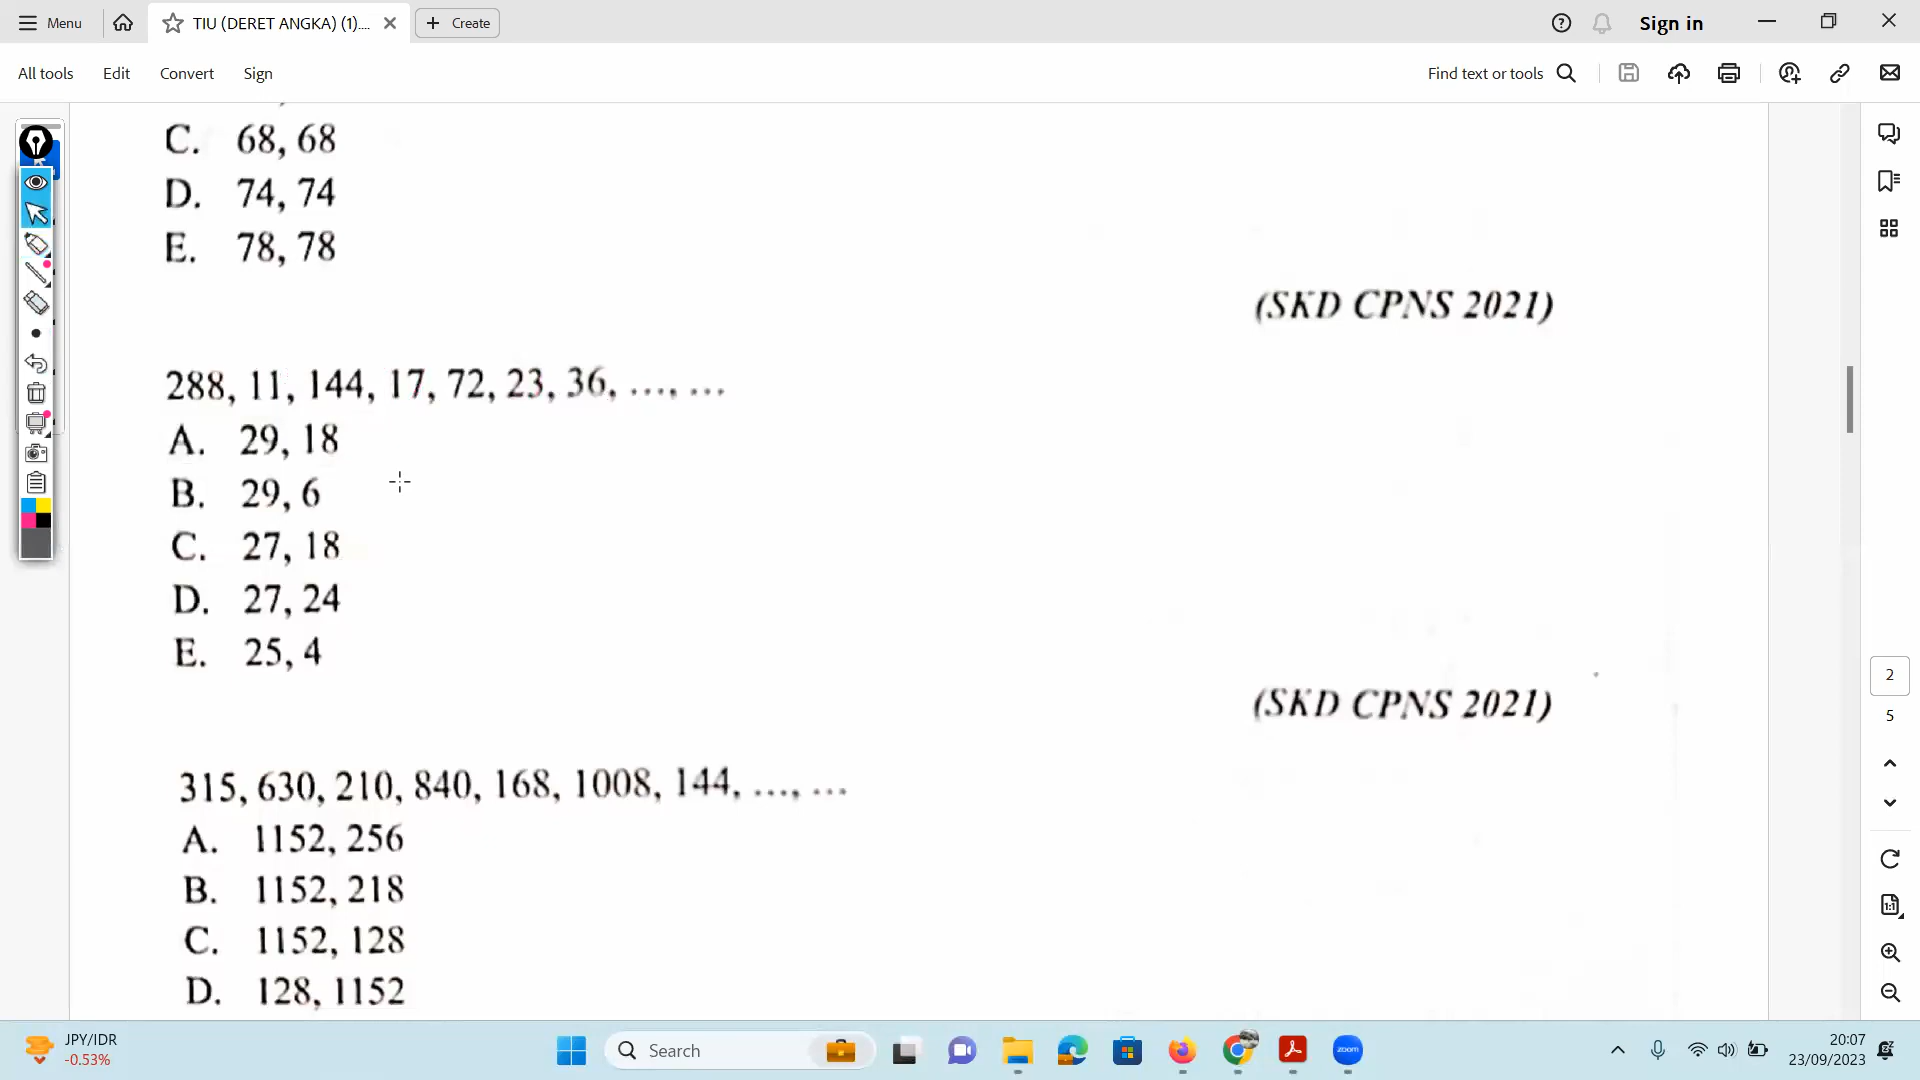 Menu
TIU (DERET ANGKA) (1)....
Create
Sign in
All tools
Edit
Convert
Sign
Find text or tools
C. 68, 68
D. 74, 74
E. 78, 78
(SKD CPNS 2021)
288, 11, 144, 17, 72, 23, 36, ..., ...
A. 29, 18
B. 29, 6
C. 27, 18
D. 27, 24
E. 25, 4
(SKD CPNS 2021)
315, 630, 210, 840, 168, 1008, 144, ..., ...
A. 1152, 256
B. 1152, 218
C. 1152, 128
D. 128, 1152
2
5
1:1
JPY/IDR
-0.53%
Search
zoom
20:07
23/09/2023